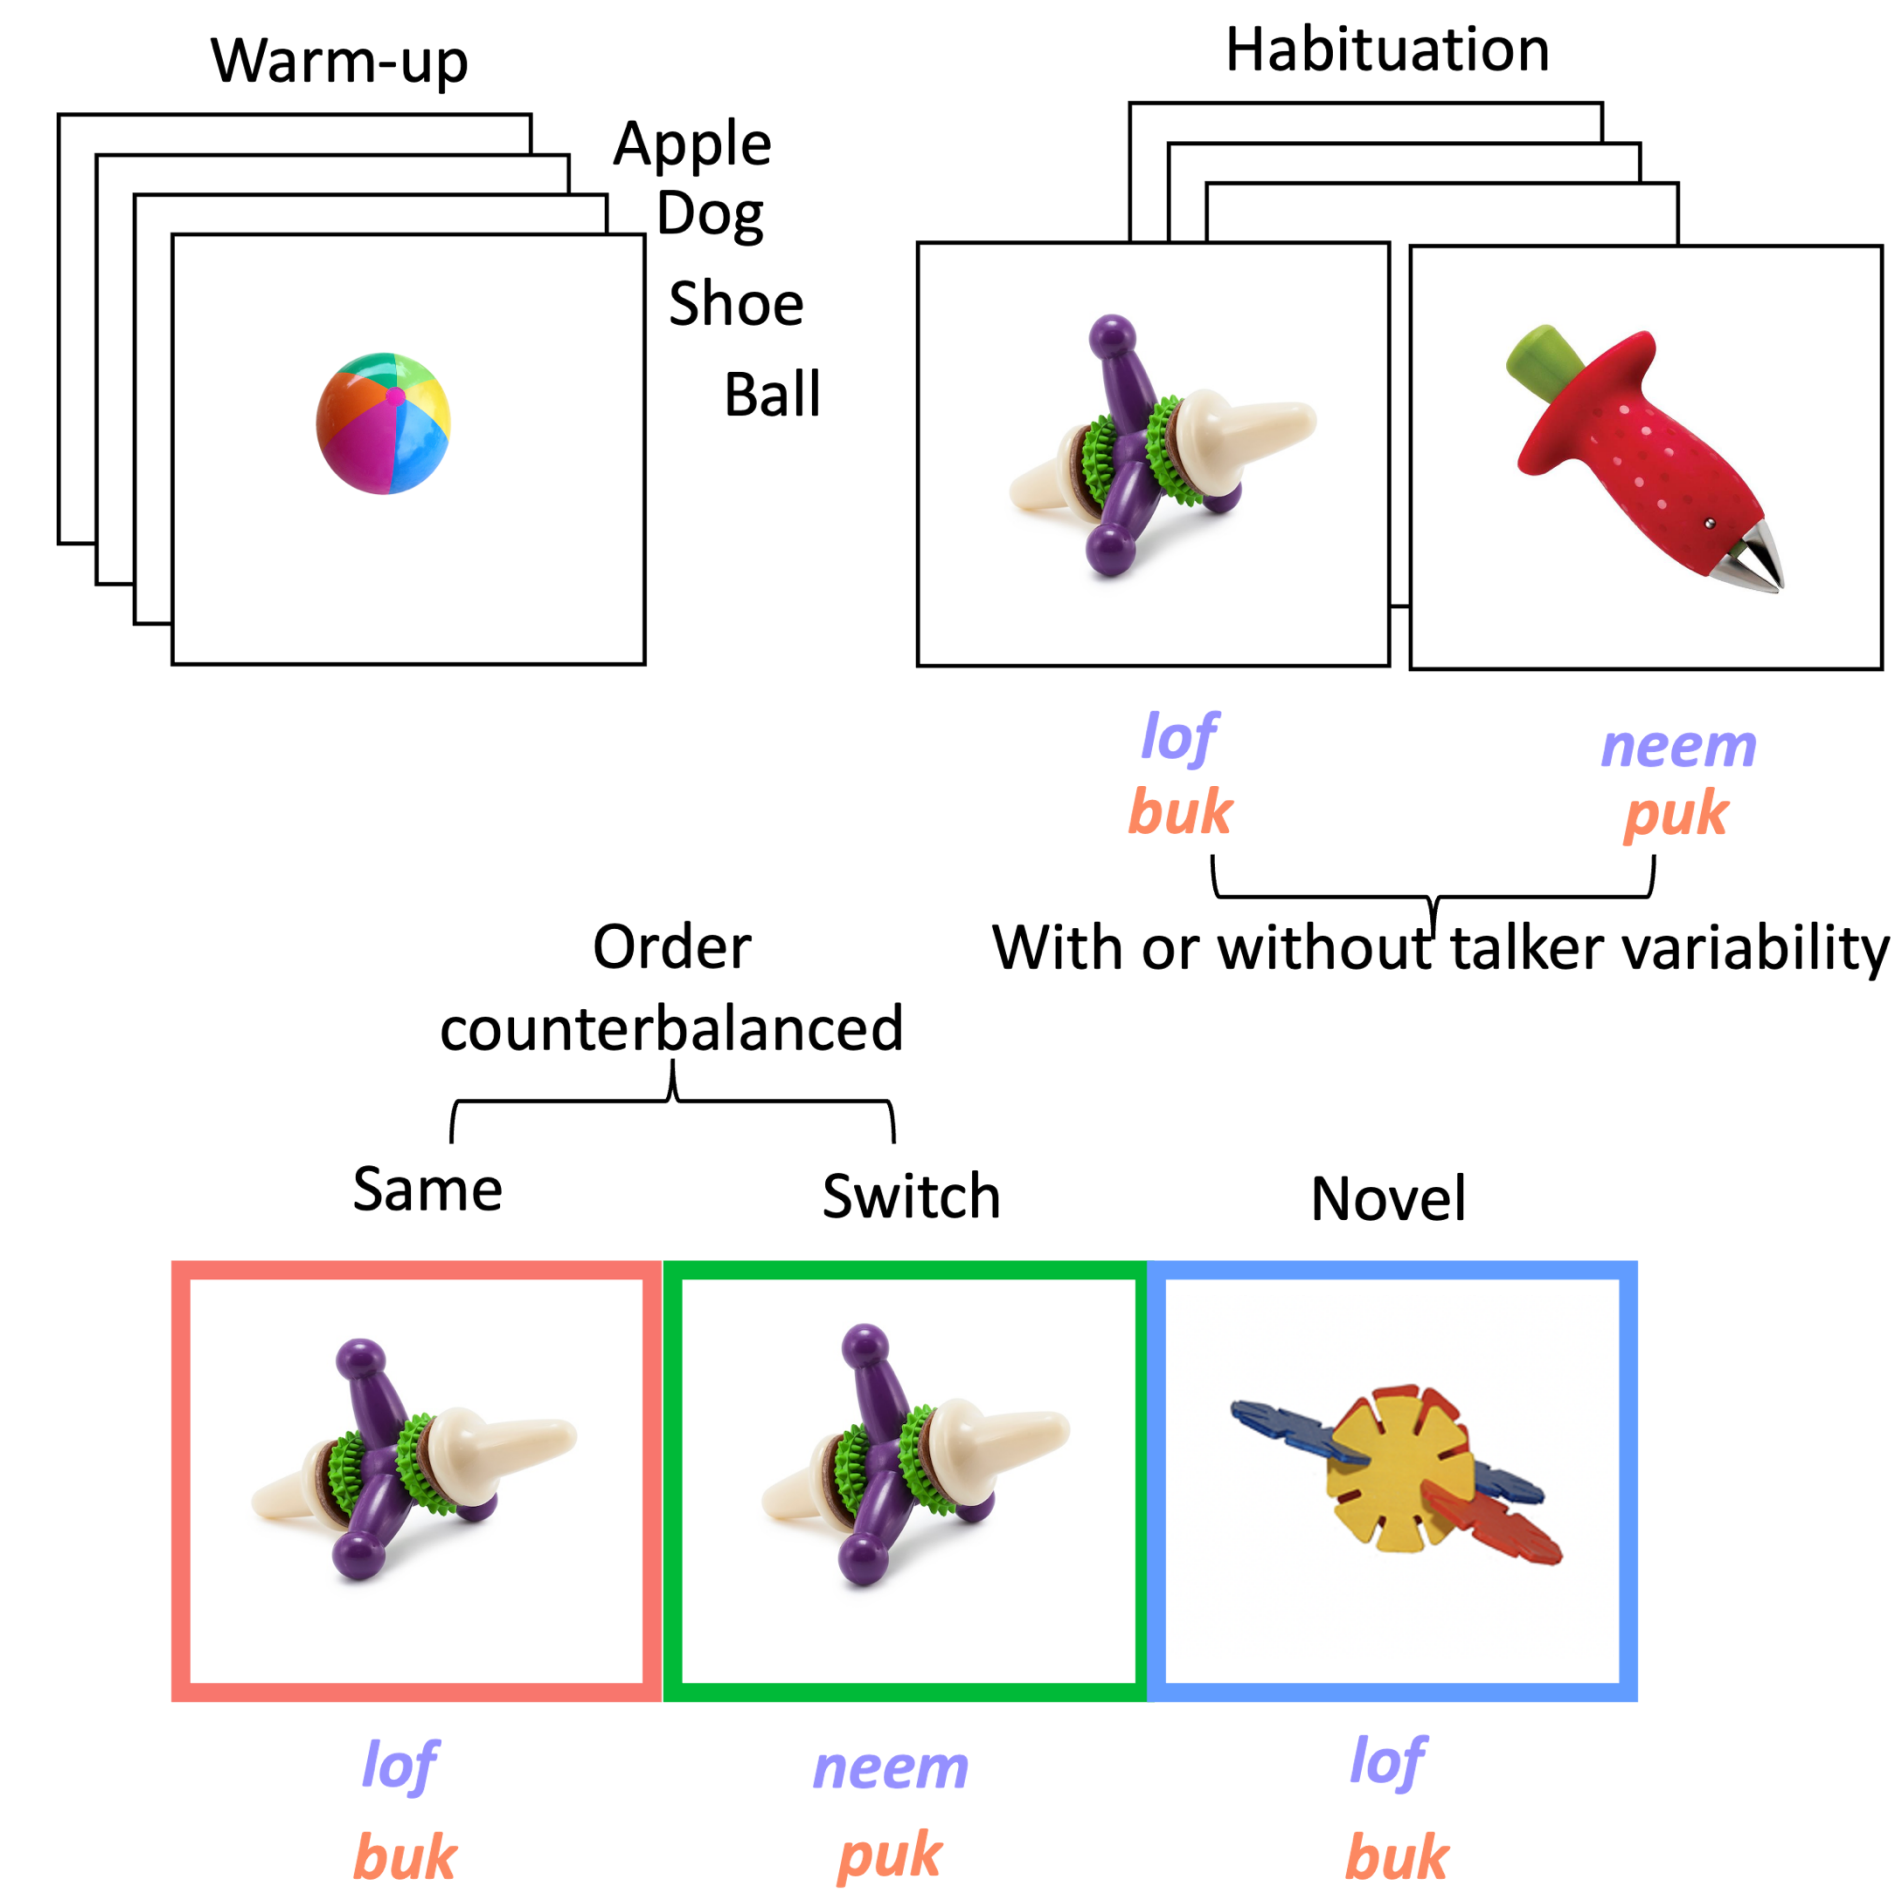 Warm-up
Apple
Dog
Shoe
Ball
Habituation
lof
buk
neem
puk
With or without talker variability
Order
counterbalanced
Same
Switch
Novel
lof
buk
neem
puk
lof
buk